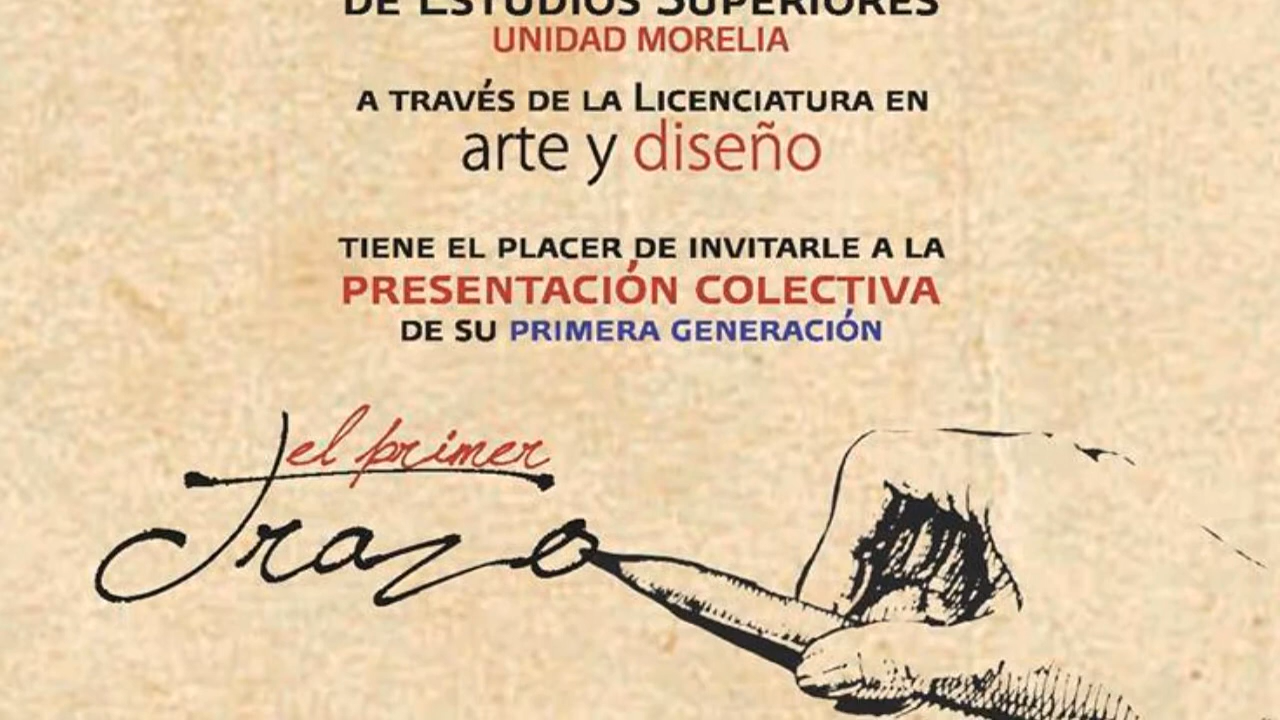 DE ESTUDIOS SUPERIORES
UNIDAD MORELIA
A TRAVÉS DE LA LICENCIATURA EN
arte y diseño
TIENE EL PLACER DE INVITARLE A LA
PRESENTACIÓN COLECTIVA
DE SU PRIMERA GENERACIÓN
el primer
Trazo